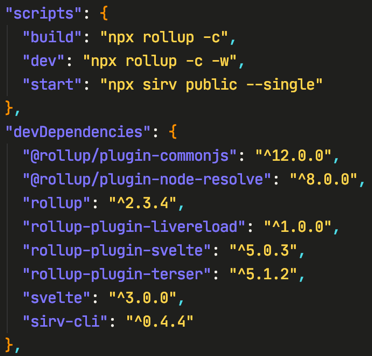 "scripts": {
"build": "npx rollup -c",
"dev": "npx rollup -c -w",
"start": "npx sirv public --single"
},
"devDependencies": {
"@rollup/plugin-commonjs": "^12.0.0",
"@rollup/plugin-node-resolve": "^8.0.0",
"rollup": "^2.3.4",
"rollup-plugin-livereload": "^1.0.0",
"rollup-plugin-svelte": "^5.0.3",
"rollup-plugin-terser": "^5.1.2",
"svelte": "^3.0.0",
"sirv-cli": "^0.4.4"
},